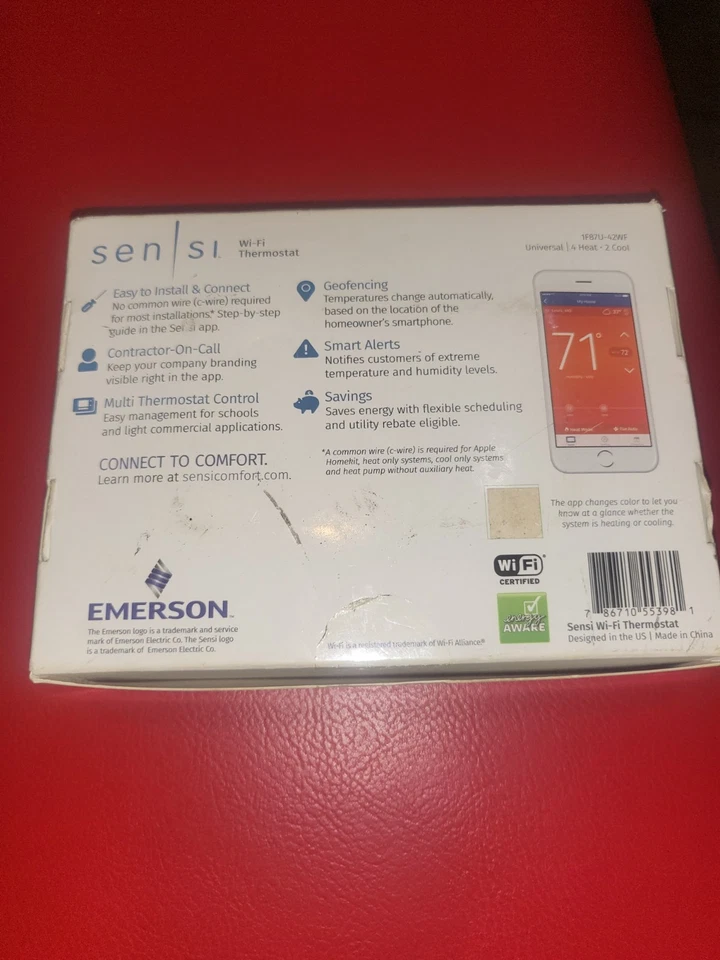 sen|si.
Wi-Fi
Thermostat
1F87U-42WF
Universal | 4 Heat • 2 Cool
Easy to Install & Connect
No common wire (c-wire) required
for most installations.* Step-by-step
guide in the Sensi app.
Contractor-On-Call
Keep your company branding
visible right in the app.
Multi Thermostat Control
Easy management for schools
and light commercial applications.
CONNECT TO COMFORT.
Learn more at sensicomfort.com.
Geofencing
Temperatures change automatically,
based on the location of the
homeowner's smartphone.
Smart Alerts
Notifies customers of extreme
temperature and humidity levels.
Savings
Saves energy with flexible scheduling
and utility rebate eligible.
*A common wire (c-wire) is required for Apple
Homekit, heat only systems, cool only systems
and heat pump without auxiliary heat.
71°
72
The app changes color to let you
know at a glance whether the
system is heating or cooling.
EMERSON™
The Emerson logo is a trademark and service
mark of Emerson Electric Co. The Sensi logo
is a trademark of Emerson Electric Co.
Wi-Fi is a registered trademark of Wi-Fi Alliance®
Wi Fi®
CERTIFIED
energy
AWARE
7 86710 55398 1
Sensi Wi-Fi Thermostat
Designed in the US | Made in China